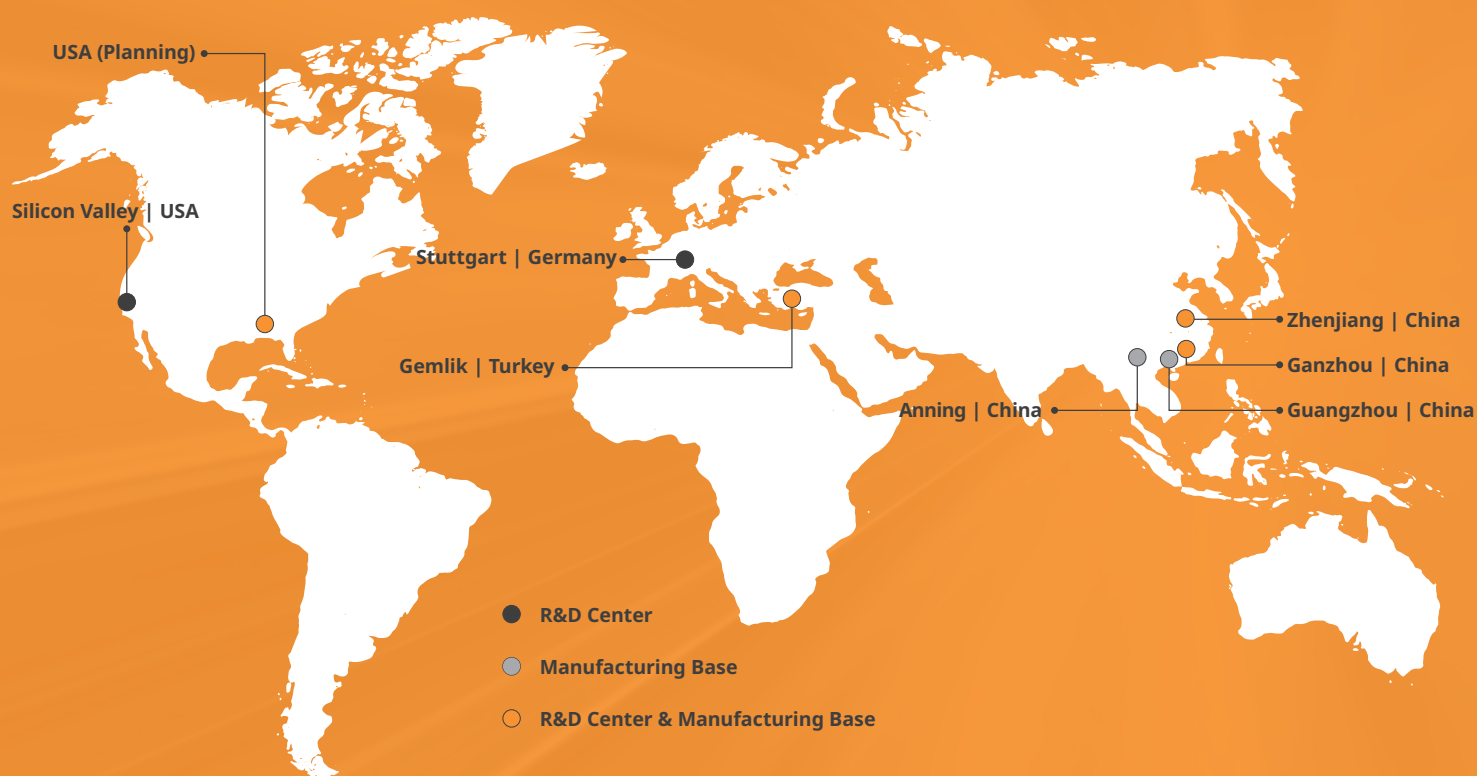 USA (Planning)
Silicon Valley | USA
Stuttgart | Germany
Zhenjiang | China
Gemlik | Turkey
Ganzhou | China
Anning | China
Guangzhou | China
R&D Center
Manufacturing Base
R&D Center & Manufacturing Base